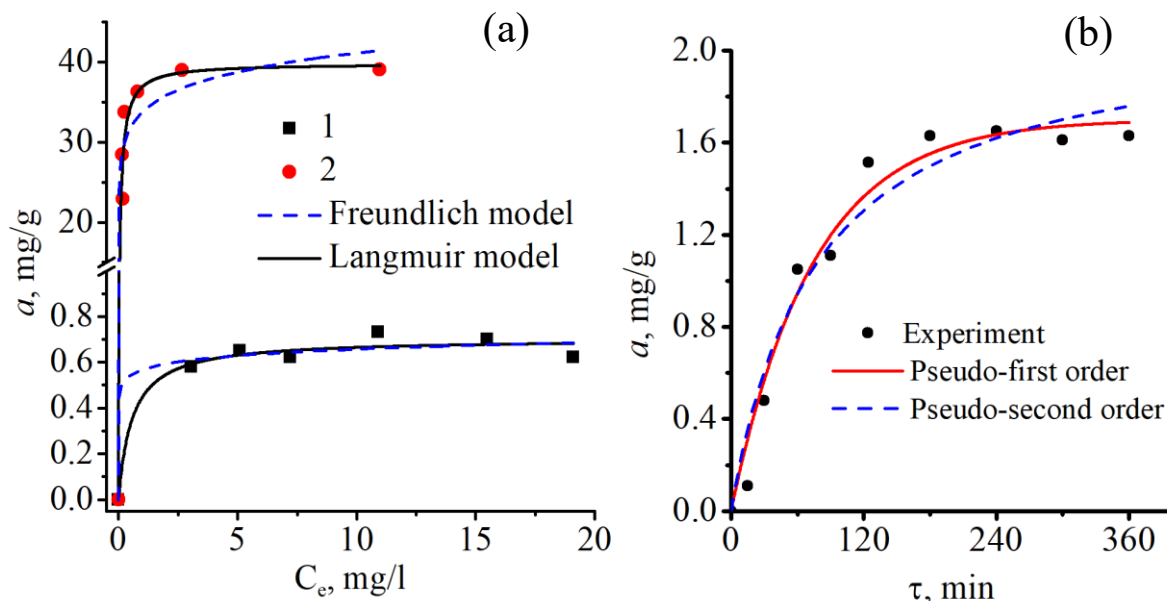 (a)
40
30
20
0.8
0.6
0.4
0.2
0.0
a, mg/g
1
2
Freundlich model
Langmuir model
0 5 10 15 20
Cₑ, mg/l
(b)
2.0
1.6
1.2
0.8
0.4
0.0
a, mg/g
Experiment
Pseudo-first order
Pseudo-second order
0 120 240 360
τ, min